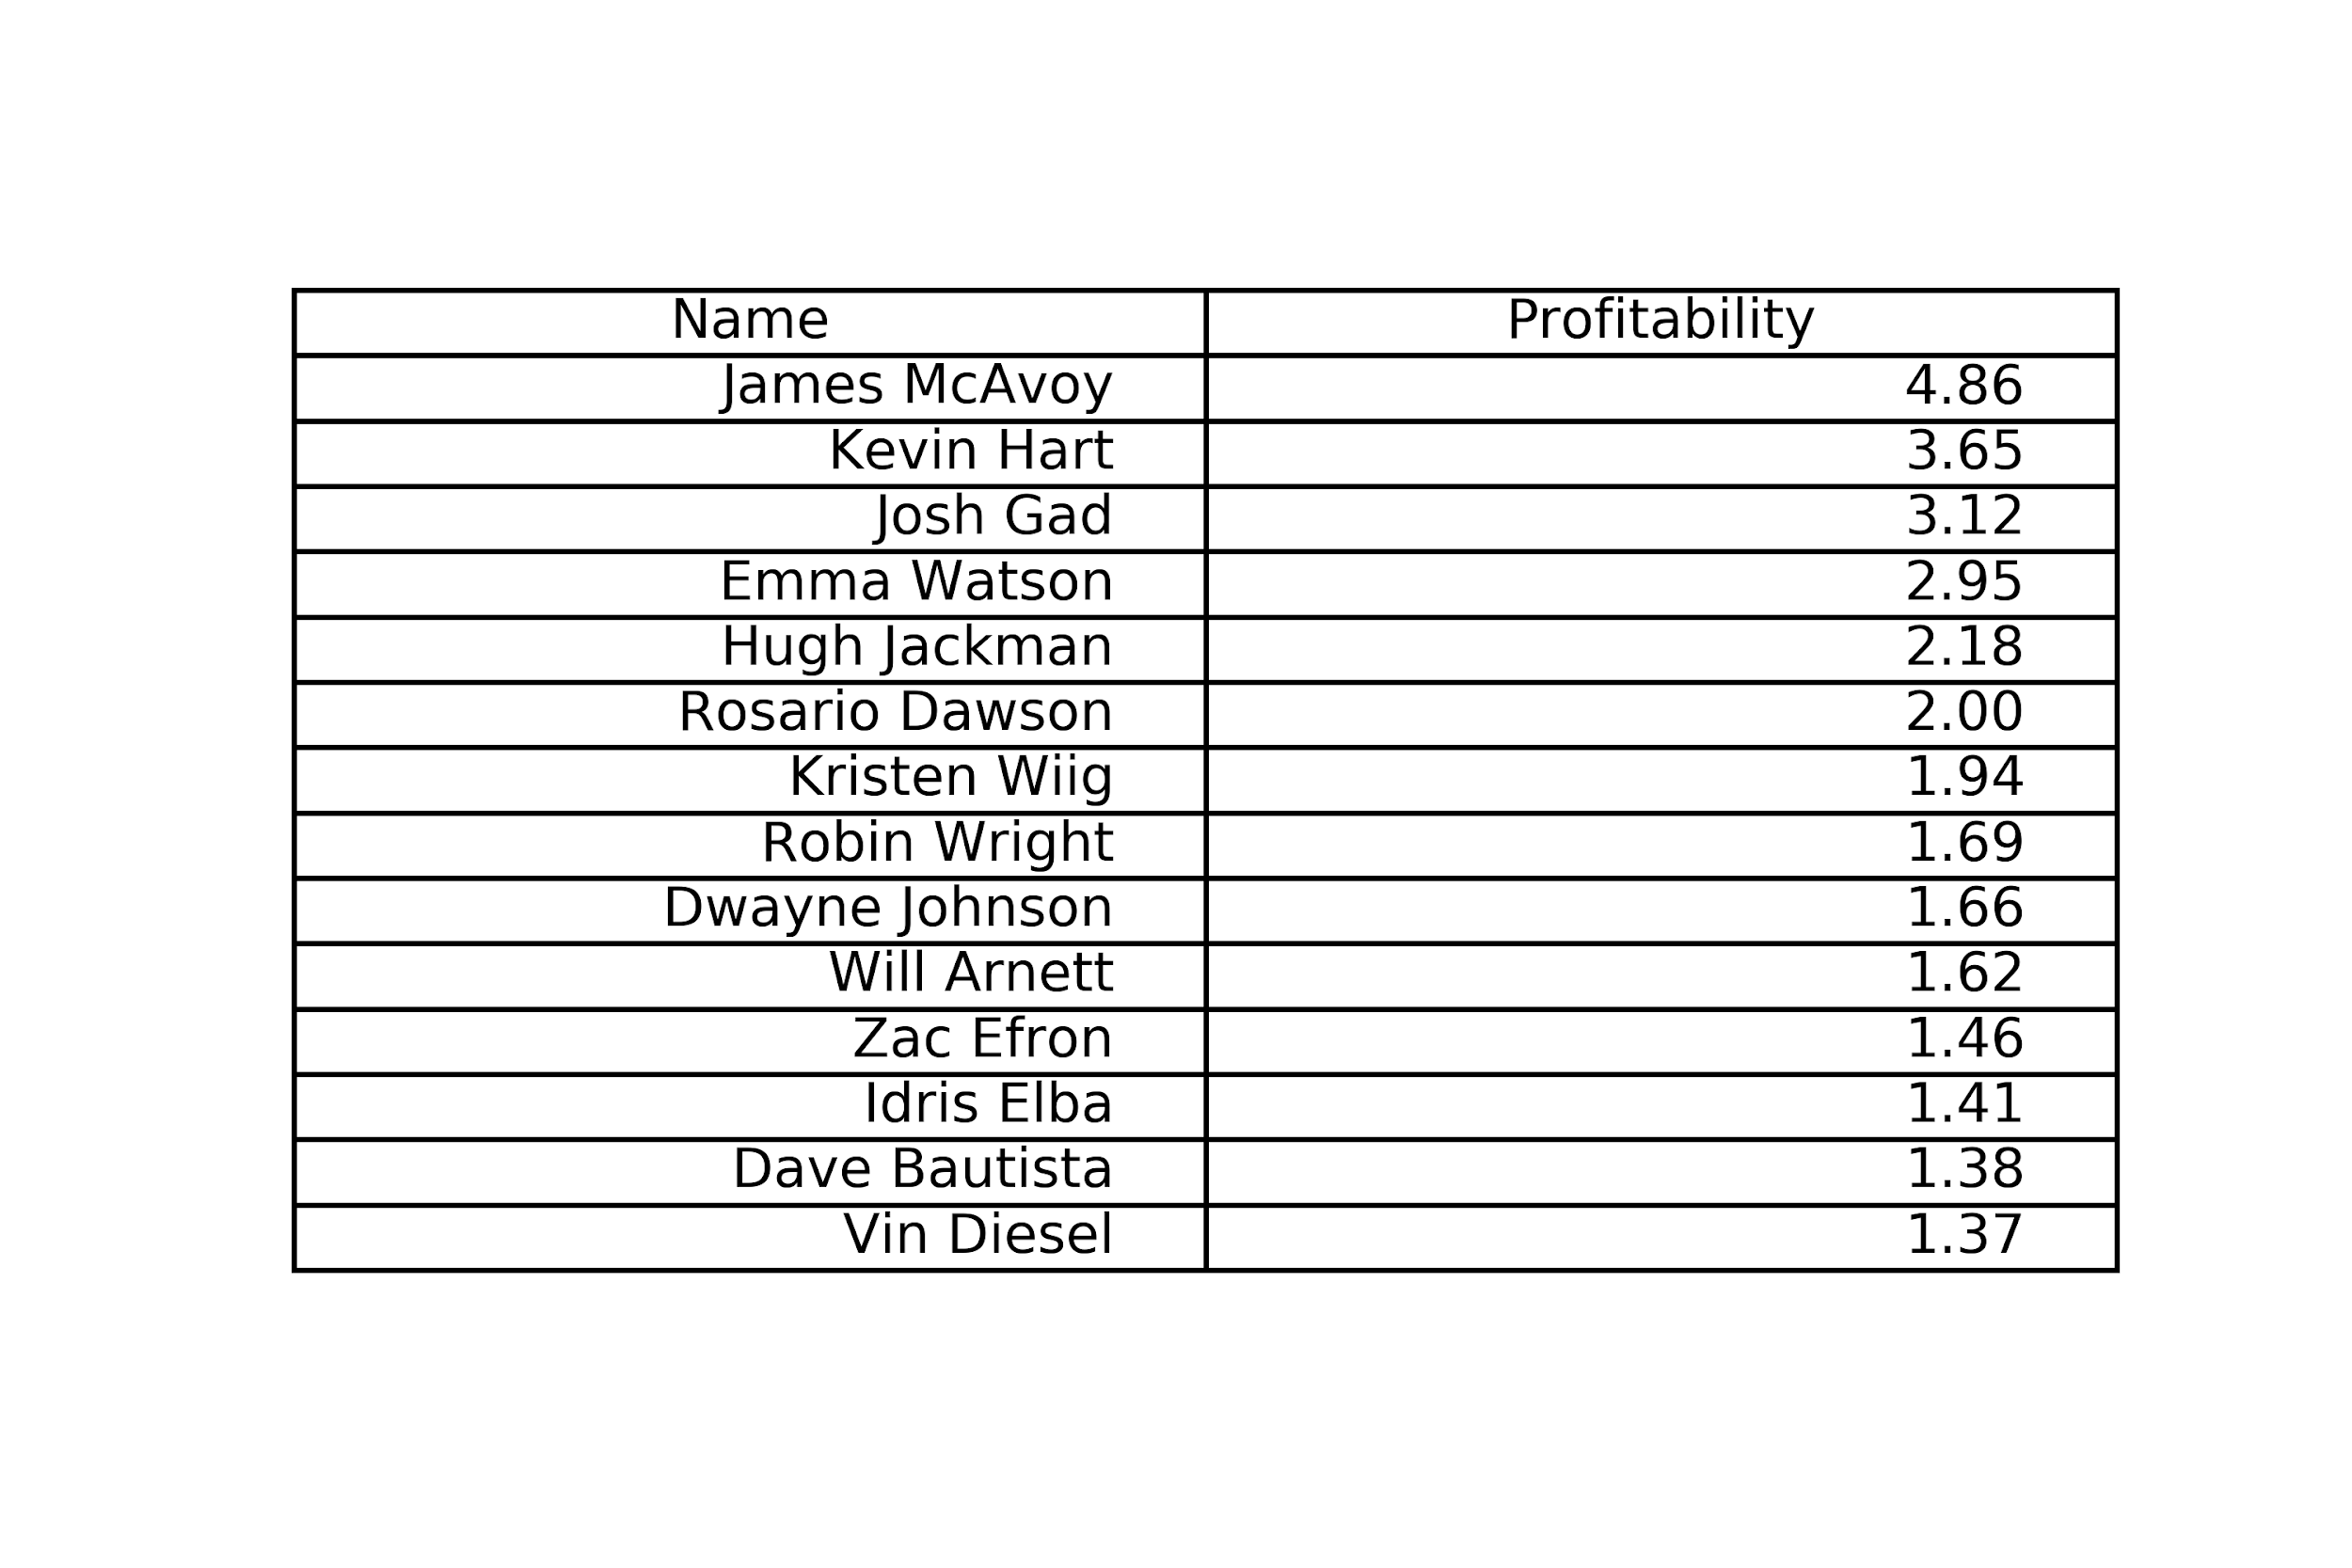 Name Profitability
James McAvoy 4.86
Kevin Hart 3.65
Josh Gad 3.12
Emma Watson 2.95
Hugh Jackman 2.18
Rosario Dawson 2.00
Kristen Wiig 1.94
Robin Wright 1.69
Dwayne Johnson 1.66
Will Arnett 1.62
Zac Efron 1.46
Idris Elba 1.41
Dave Bautista 1.38
Vin Diesel 1.37